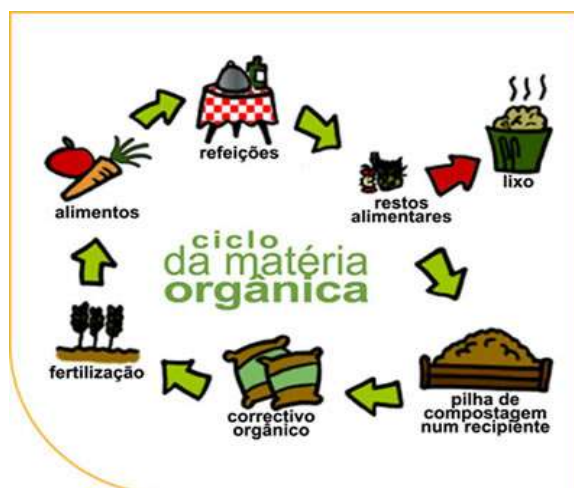 refeições
alimentos
restos
alimentares
lixo
ciclo
da matéria
orgânica
fertilização
correctivo
orgânico
pilha de
compostagem
num recipiente